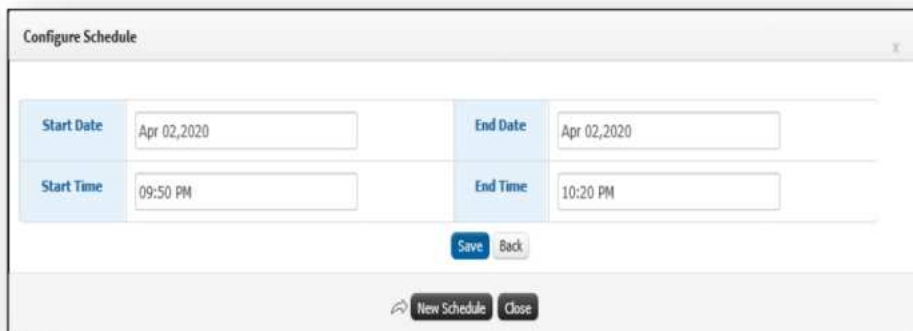 Configure Schedule
x
Start Date Apr 02,2020 End Date Apr 02,2020
Start Time 09:50 PM End Time 10:20 PM
Save Back
New Schedule Close